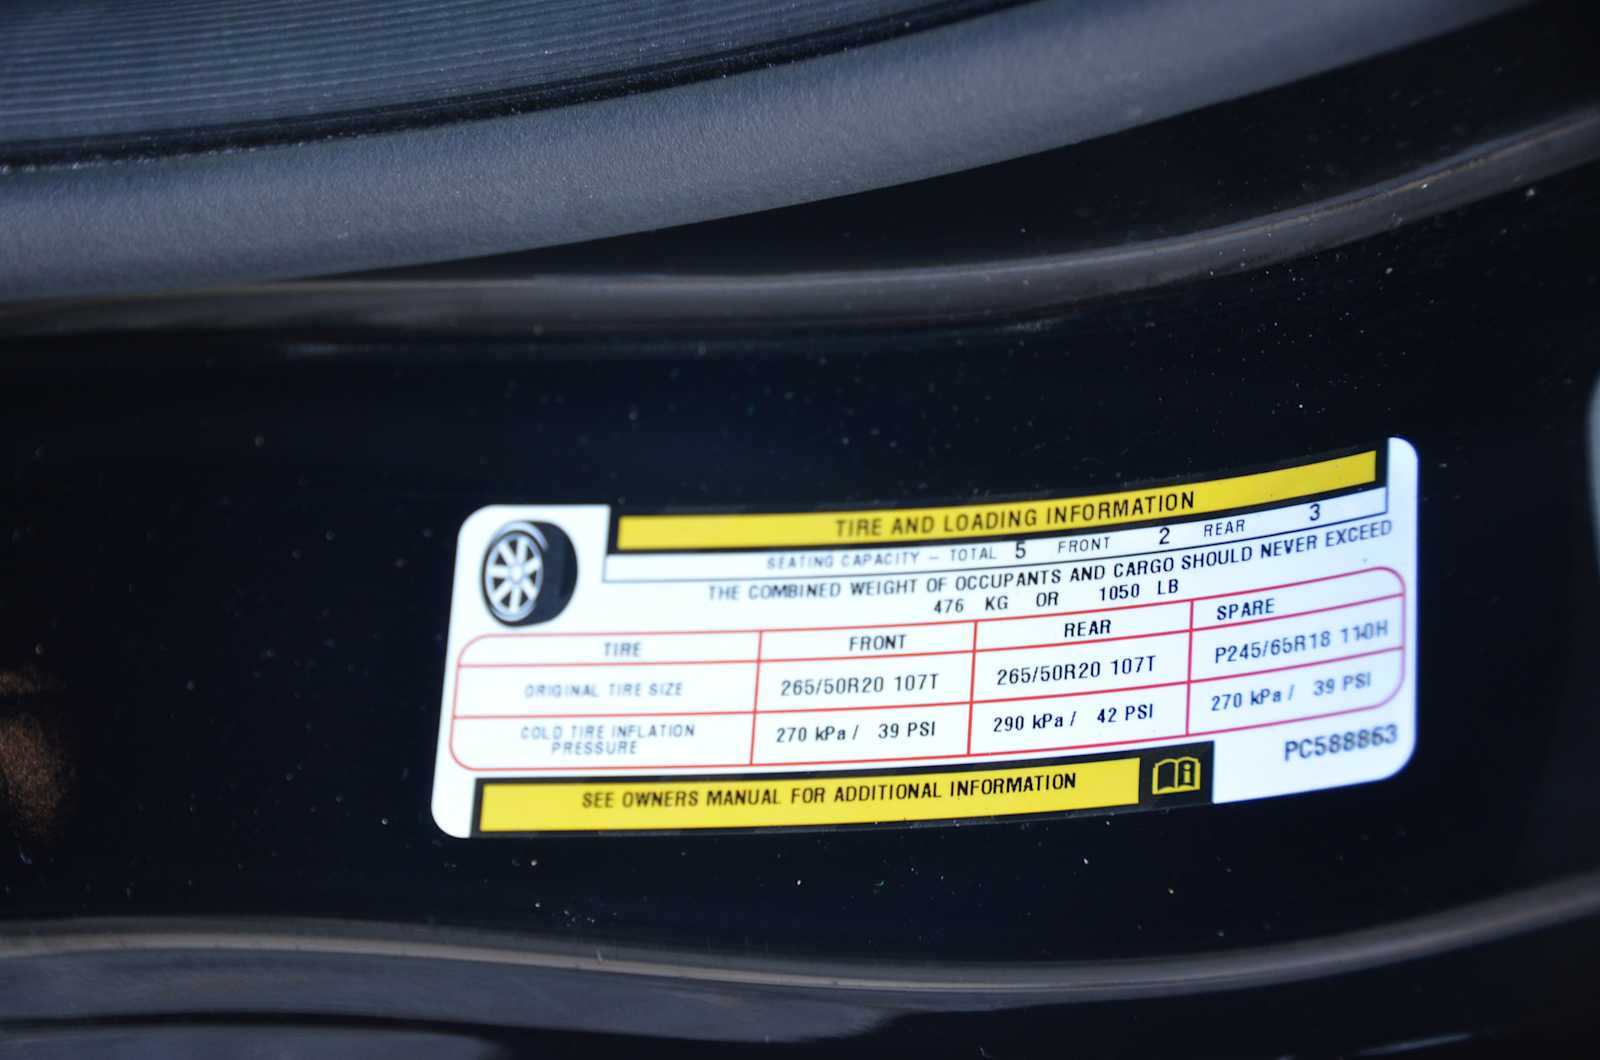 TIRE AND LOADING INFORMATION
SEATING CAPACITY – TOTAL 5 FRONT 2 REAR 3
THE COMBINED WEIGHT OF OCCUPANTS AND CARGO SHOULD NEVER EXCEED
476 KG OR 1050 LB
TIRE FRONT REAR SPARE
ORIGINAL TIRE SIZE 265/50R20 107T 265/50R20 107T P245/65R18 110H
COLD TIRE INFLATION 270 kPa / 39 PSI 290 kPa / 42 PSI 270 kPa / 39 PSI
PRESSURE
PC588863
SEE OWNERS MANUAL FOR ADDITIONAL INFORMATION